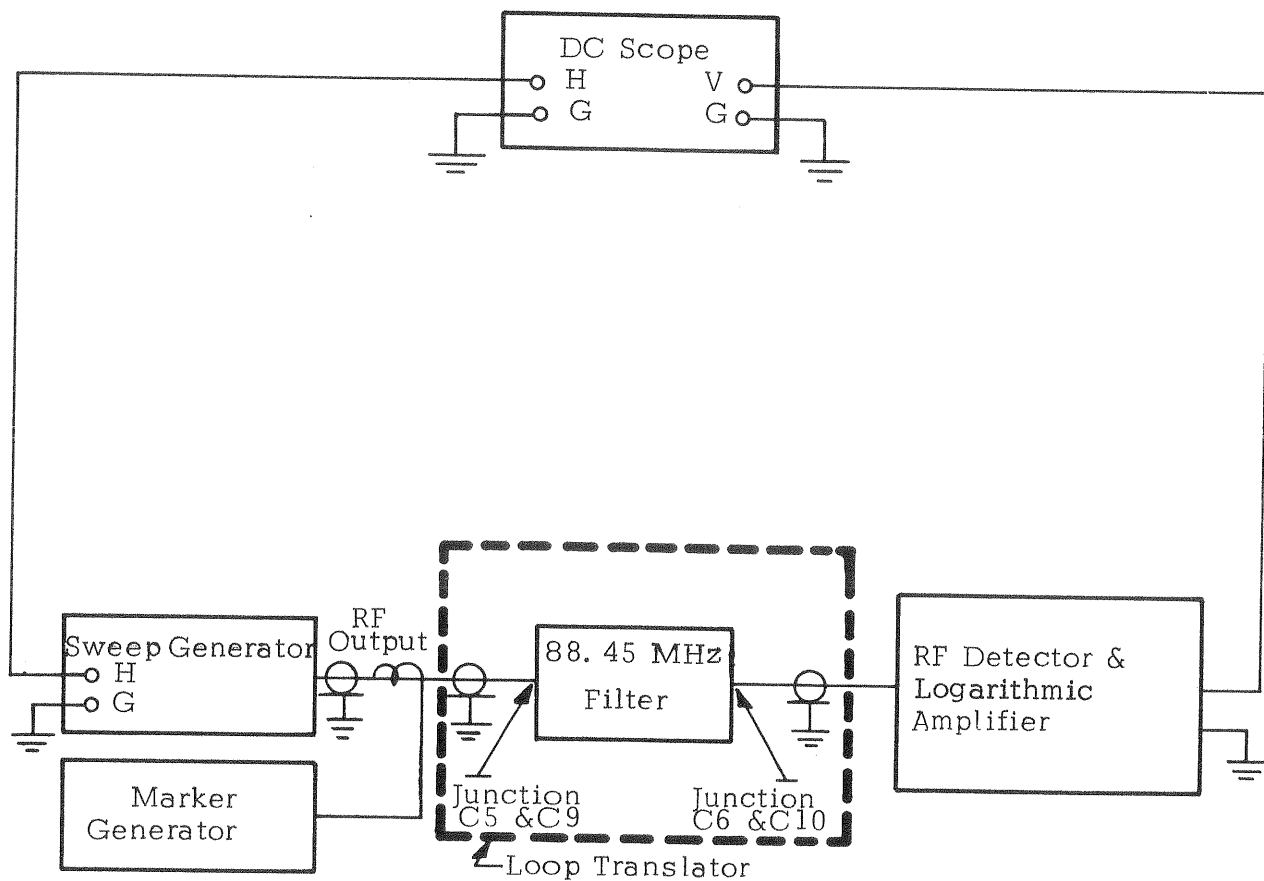 DC Scope
H
V
G
G
RF
Output
Sweep Generator
H
G
88.45 MHz
Filter
RF Detector &
Logarithmic
Amplifier
Marker
Generator
Junction
C5 &C9
Junction
C6 &C10
Loop Translator